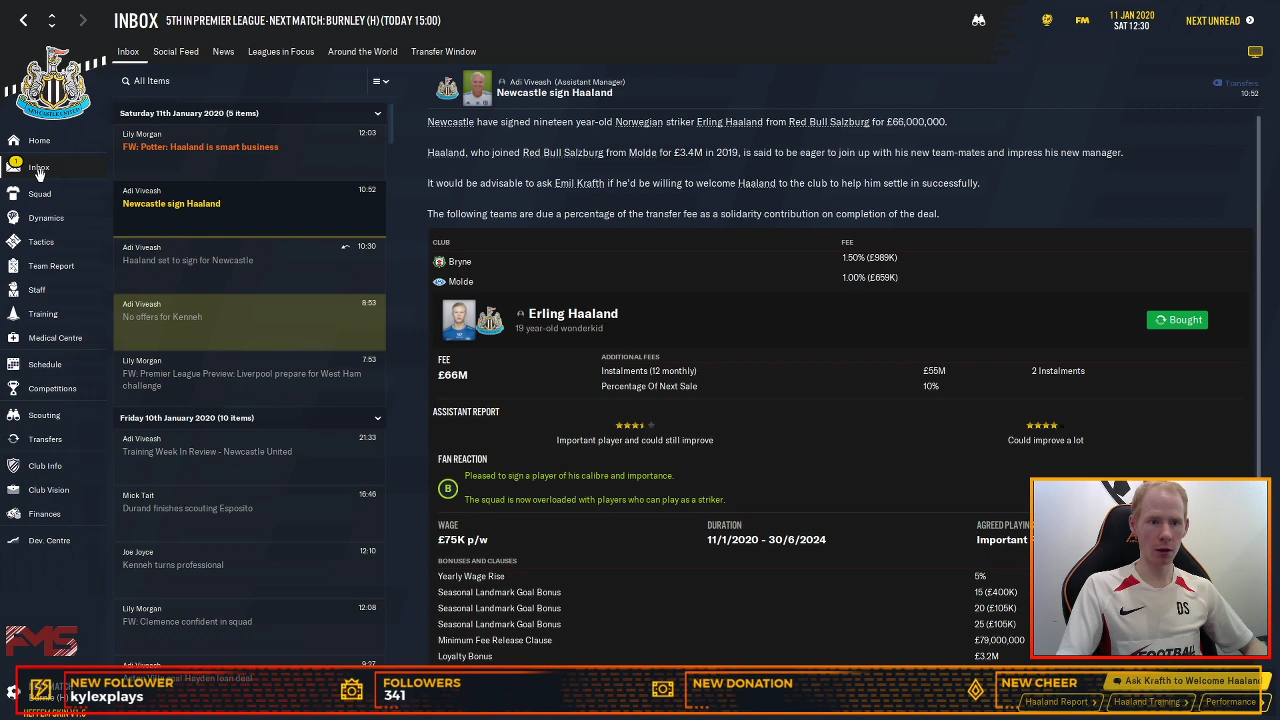 INBOX
5TH IN PREMIER LEAGUE - NEXT MATCH: BURNLEY (H) (TODAY 15:00)
FM
11 JAN 2020
SAT 12:30
NEXT UNREAD
Inbox
Social Feed
News
Leagues in Focus
Around the World
Transfer Window
NEWCASTLE UNITED
Home
1
Inbox
Squad
Dynamics
Tactics
Team Report
Staff
Training
Medical Centre
Schedule
Competitions
Scouting
Transfers
Club Info
Club Vision
Finances
Dev. Centre
All Items
Saturday 11th January 2020 (5 items)
Lily Morgan
12:03
FW: Potter: Haaland is smart business
Adi Viveash
10:52
Newcastle sign Haaland
Adi Viveash
10:30
Haaland set to sign for Newcastle
Adi Viveash
8:53
No offers for Kenneh
Lily Morgan
7:53
FW: Premier League Preview: Liverpool prepare for West Ham
challenge
Friday 10th January 2020 (10 items)
Adi Viveash
21:33
Training Week In Review - Newcastle United
Mick Tait
16:46
Durand finishes scouting Esposito
Joe Joyce
12:10
Kenneh turns professional
Lily Morgan
12:08
FW: Clemence confident in squad
Adi Viveash
9:27
Hayden loan deal
Adi Viveash (Assistant Manager)
Newcastle sign Haaland
Transfers
10:52
Newcastle have signed nineteen year-old Norwegian striker Erling Haaland from Red Bull Salzburg for £66,000,000.
Haaland, who joined Red Bull Salzburg from Molde for £3.4M in 2019, is said to be eager to join up with his new team-mates and impress his new manager.
It would be advisable to ask Emil Krafth if he'd be willing to welcome Haaland to the club to help him settle in successfully.
The following teams are due a percentage of the transfer fee as a solidarity contribution on completion of the deal.
CLUB
FEE
Bryne
1.50% (£989K)
Molde
1.00% (£659K)
Erling Haaland
19 year-old wonderkid
Bought
FEE
£66M
ADDITIONAL FEES
Instalments (12 monthly)
£55M
2 Instalments
Percentage Of Next Sale
10%
ASSISTANT REPORT
Important player and could still improve
Could improve a lot
FAN REACTION
B
Pleased to sign a player of his calibre and importance.
The squad is now overloaded with players who can play as a striker.
WAGE
£75K p/w
DURATION
11/1/2020 - 30/6/2024
AGREED PLAYIN
Important
BONUSES AND CLAUSES
Yearly Wage Rise
5%
Seasonal Landmark Goal Bonus
15 (£400K)
Seasonal Landmark Goal Bonus
20 (£105K)
Seasonal Landmark Goal Bonus
25 (£105K)
Minimum Fee Release Clause
£79,000,000
Loyalty Bonus
£3.2M
DS
FOOTBALL
FMS
NEW FOLLOWER
kylexplays
FOLLOWERS
341
NEW DONATION
NEW CHEER
Ask Krafth to Welcome Haaland
Haaland Report
Haaland Training
Performance